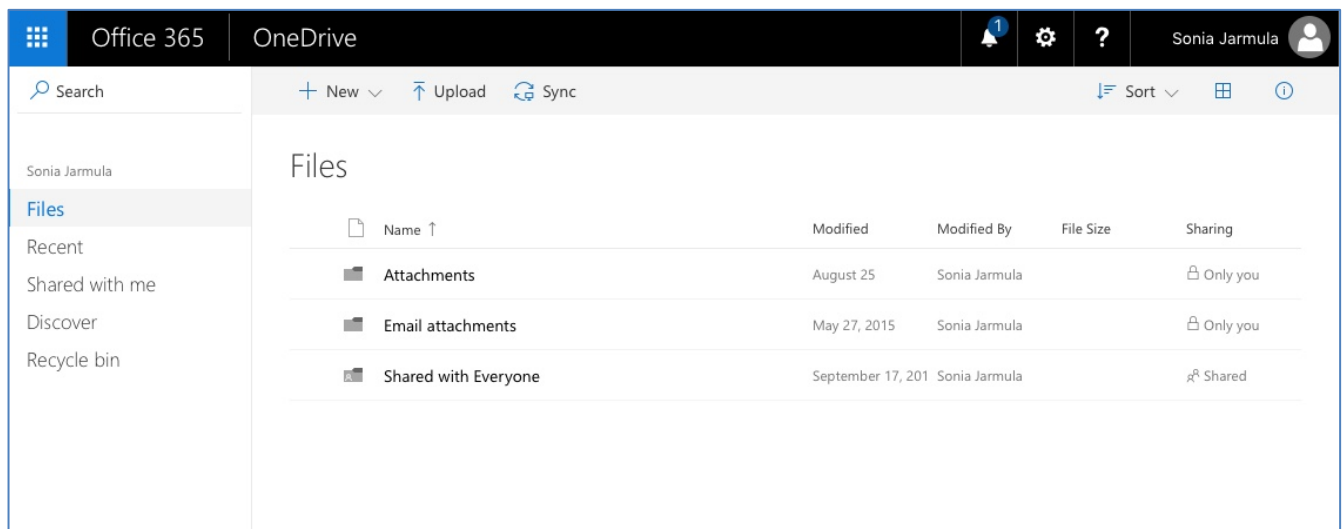 Office 365 OneDrive 1 ? Sonia Jarmula
Search + New Upload Sync Sort
Sonia Jarmula
Files
Files
Recent
Shared with me
Discover
Recycle bin
Name ↑ Modified Modified By File Size Sharing
Attachments August 25 Sonia Jarmula Only you
Email attachments May 27, 2015 Sonia Jarmula Only you
Shared with Everyone September 17, 201 Sonia Jarmula Shared